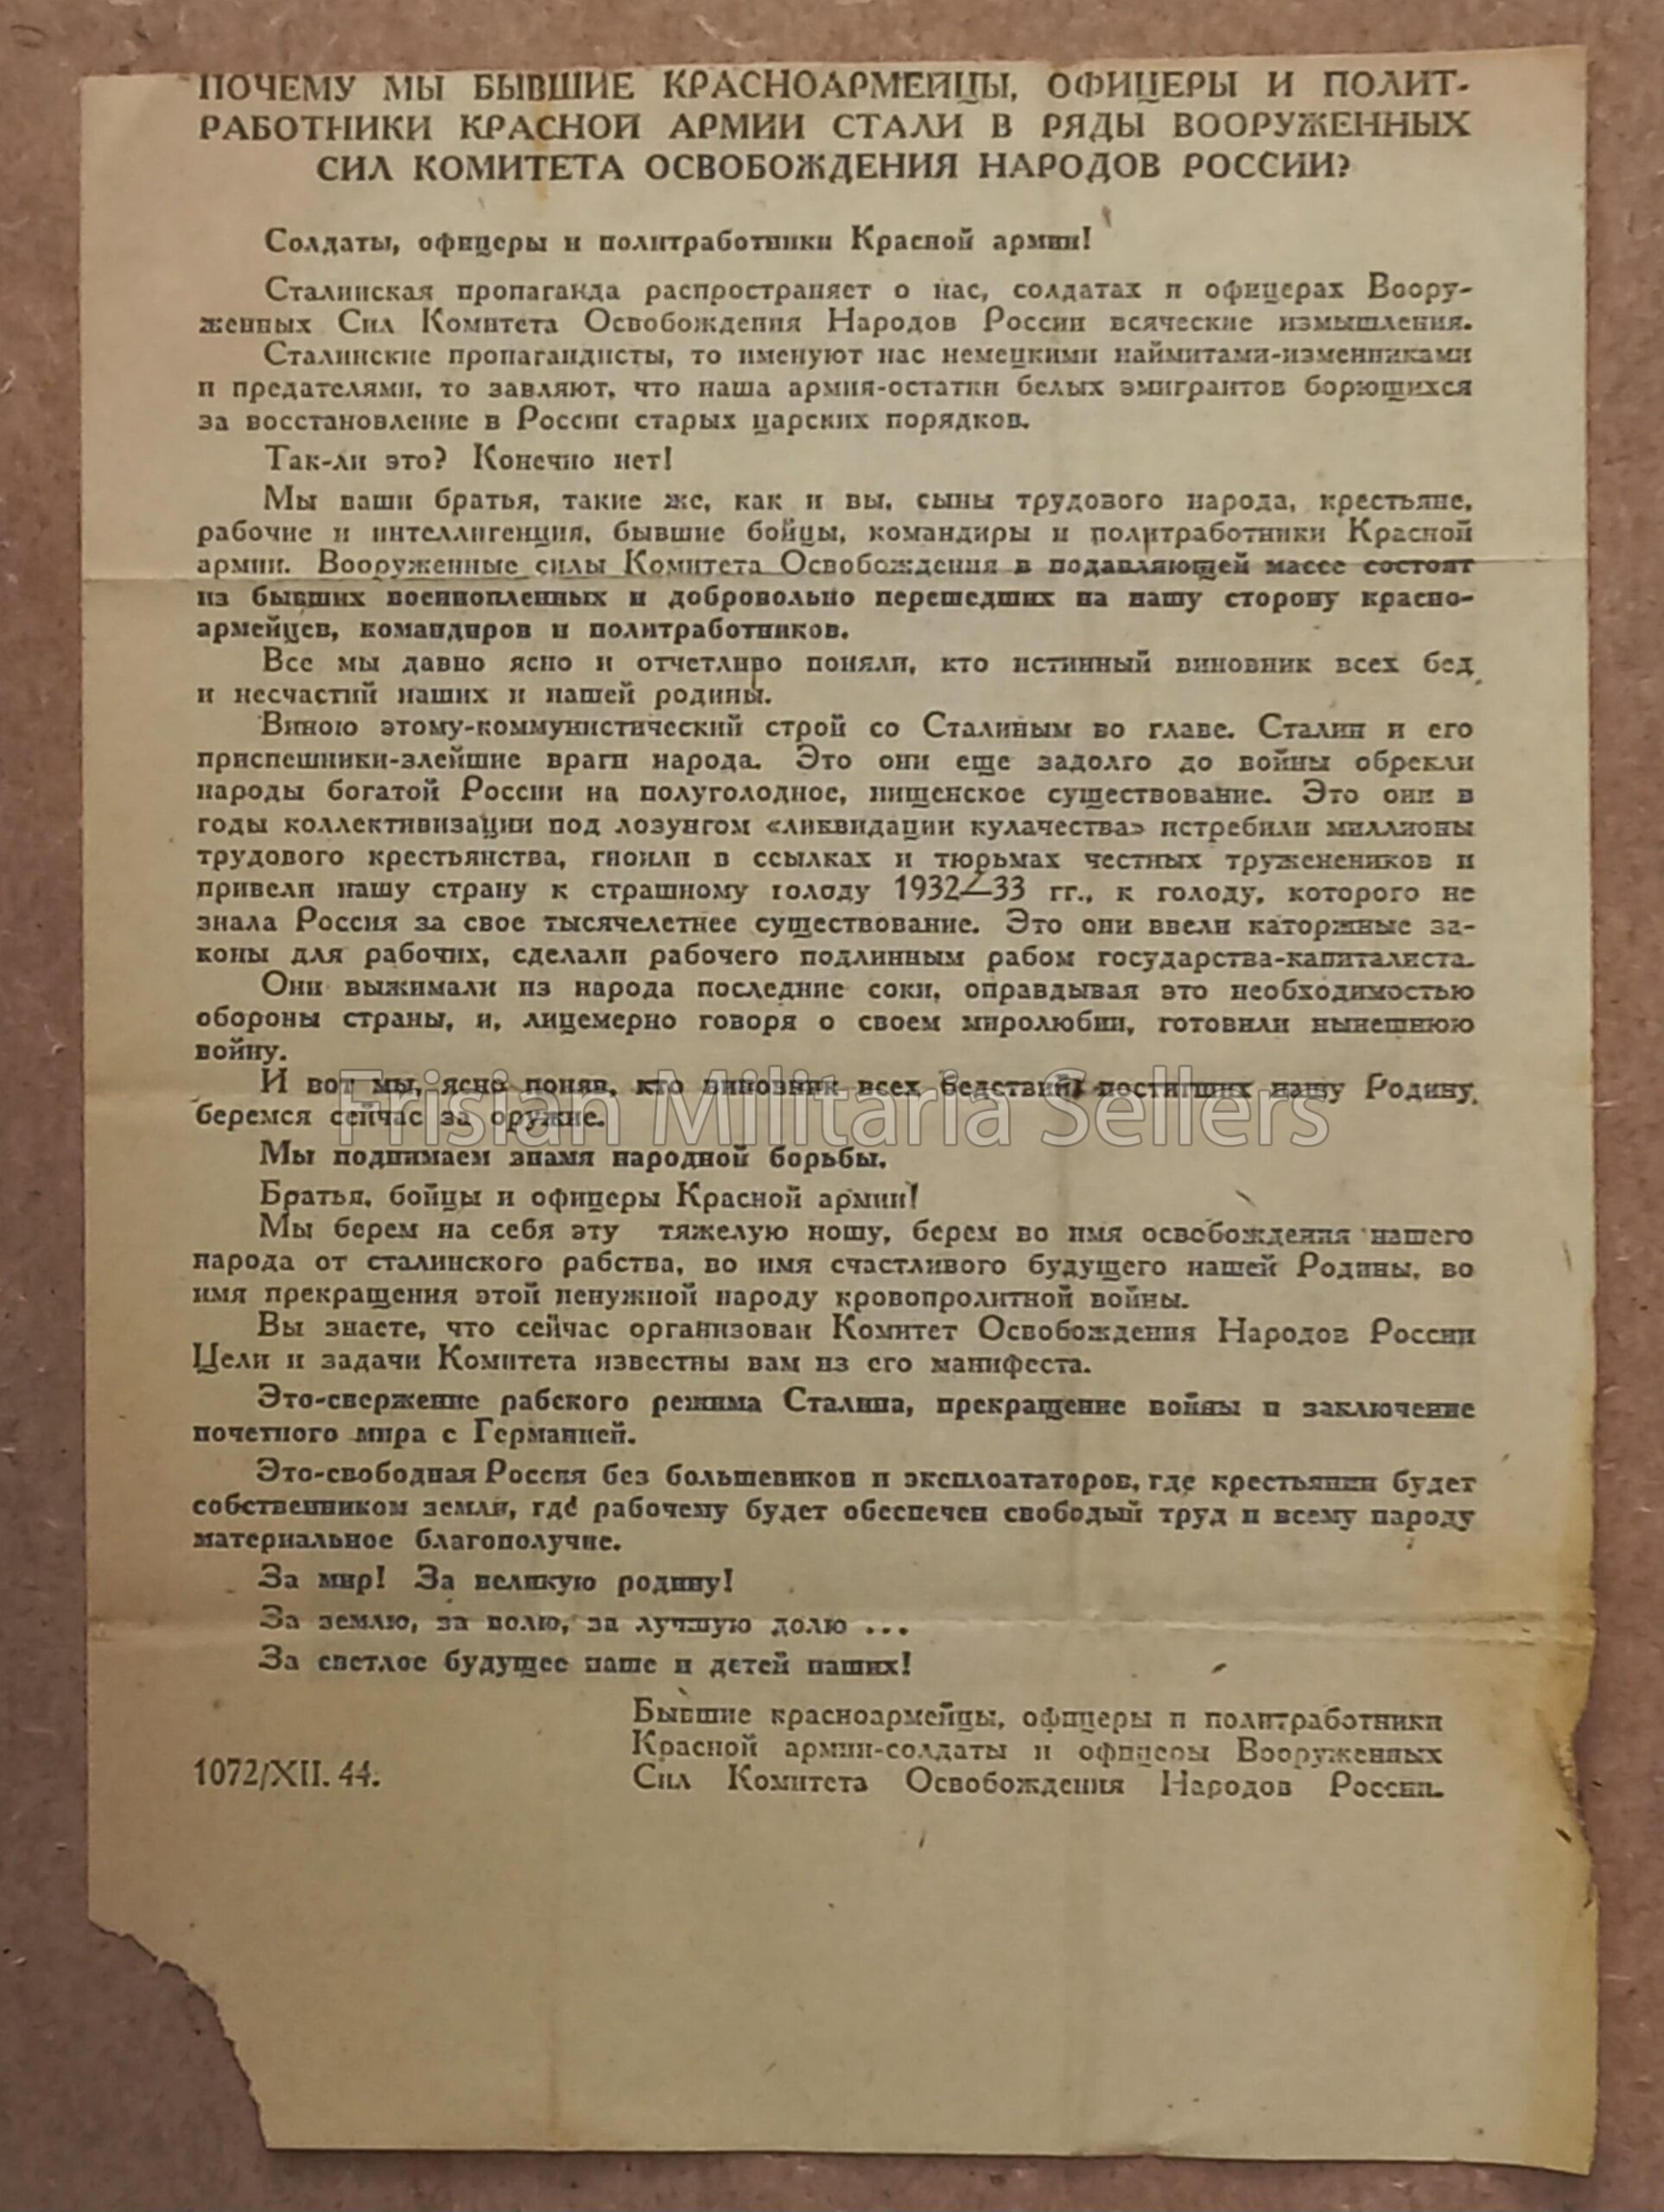 ПОЧЕМУ МЫ БЫВШИЕ КРАСНОАРМЕЙЦЫ, ОФИЦЕРЫ И ПОЛИТ-
РАБОТНИКИ КРАСНОЙ АРМИИ СТАЛИ В РЯДЫ ВООРУЖЕННЫХ
СИЛ КОМИТЕТА ОСВОБОЖДЕНИЯ НАРОДОВ РОССИИ?
Солдаты, офицеры и политработники Красной армии!
Сталинская пропаганда распространяет о нас, солдатах и офицерах Воору-
женных Сил Комитета Освобождения Народов России всяческие измышления.
Сталинские пропагандисты, то именуют нас немецкими наймитами-изменниками
и предателями, то завляют, что наша армия-остатки белых эмигрантов борющихся
за восстановление в России старых царских порядков.
Так-ли это? Конечно нет!
Мы ваши братья, такие же, как и вы, сыны трудового народа, крестьяне,
рабочие и интеллигенция, бывшие бойцы, командиры и политработники Красной
армии. Вооруженные силы Комитета Освобождения в подавляющей массе состоят
из бывших военнопленных и добровольно перешедших на нашу сторону красно-
армейцев, командиров и политработников.
Все мы давно ясно и отчетливо поняли, кто истинный виновник всех бед
и несчастий наших и нашей родины.
Виною этому-коммунистический строй со Сталиным во главе. Сталин и его
приспешники-злейшие враги народа. Это они еще задолго до войны обрекли
народы богатой России на полуголодное, нищенское существование. Это они в
годы коллективизации под лозунгом «ликвидации кулачества» истребили миллионы
трудового крестьянства, гноили в ссылках и тюрьмах честных труженеников и
привели нашу страну к страшному голоду 1932—33 гг., к голоду, которого не
знала Россия за свое тысячелетнее существование. Это они ввели каторжные за-
коны для рабочих, сделали рабочего подлинным рабом государства-капиталиста.
Они выжимали из народа последние соки, оправдывая это необходимостью
обороны страны, и, лицемерно говоря о своем миролюбии, готовили нынешнюю
войну.
И вот мы, ясно поняв, кто виновник всех бедствий, постигших нашу Родину,
беремся сейчас за оружие.
Мы поднимаем знамя народной борьбы.
Братья, бойцы и офицеры Красной армии!
Мы берем на себя эту тяжелую ношу, берем во имя освобождения нашего
народа от сталинского рабства, во имя счастливого будущего нашей Родины, во
имя прекращения этой ненужной народу кровопролитной войны.
Вы знаете, что сейчас организован Комитет Освобождения Народов России
Цели и задачи Комитета известны вам из его манифеста.
Это-свержение рабского режима Сталина, прекращение войны и заключение
почетного мира с Германией.
Это-свободная Россия без большевиков и эксплоататоров, где крестьянин будет
собственником земли, где рабочему будет обеспечен свободый труд и всему народу
материальное благополучие.
За мир! За великую родину!
За землю, за волю, за лучшую долю ...
За светлое будущее наше и детей наших!
Бывшие красноармейцы, офицеры и политработники
Красной армии-солдаты и офицеры Вооруженных
Сил Комитета Освобождения Народов России.
1072/XII. 44.
Frisian Militaria Sellers